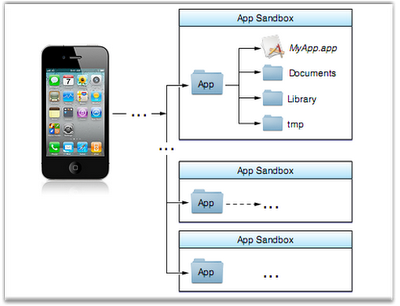 App Sandbox
App
MyApp.app
Documents
Library
tmp
...
...
App Sandbox
App
...
App Sandbox
App
...